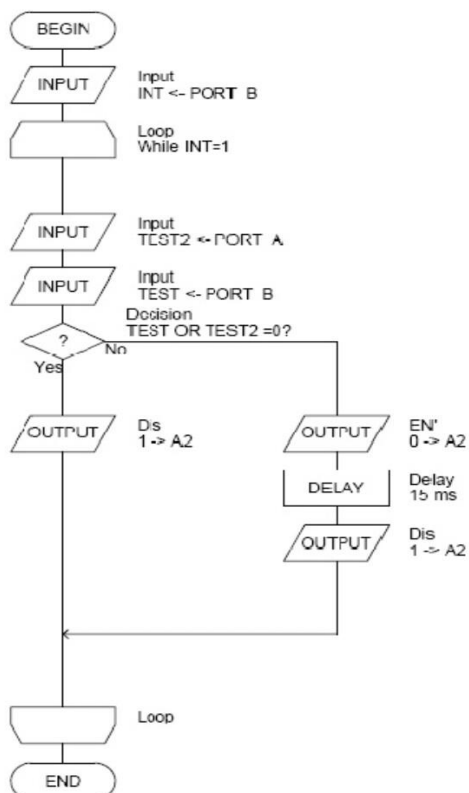 BEGIN
INPUT
Input
INT <- PORT B
Loop
While INT=1
INPUT
Input
TEST2 <- PORT A
INPUT
Input
TEST <- PORT B
Decision
TEST OR TEST2 =0?
?
No
Yes
OUTPUT
Dis
1 -> A2
OUTPUT
EN'
0 -> A2
DELAY
Delay
15 ms
OUTPUT
Dis
1 -> A2
Loop
END